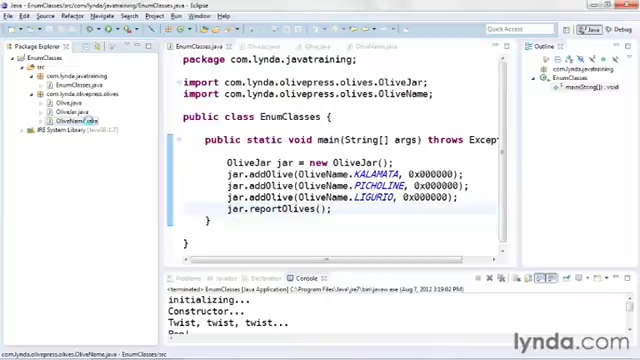 Java - EnumClasses/src/com/lynda/javatraining/EnumClasses.java - Eclipse
File Edit Source Refactor Navigate Search Project Run Window Help
Quick Access
Java
Debug
Package Explorer
EnumClasses
src
com.lynda.javatraining
EnumClasses.java
com.lynda.olivepress.olives
Olive.java
OliveJar.java
OliveName.java
JRE System Library [JavaSE-1.7]
EnumClasses.java
OliveJar.java
Olive.java
OliveName.java
package com.lynda.javatraining;
import com.lynda.olivepress.olives.OliveJar;
import com.lynda.olivepress.olives.OliveName;
public class EnumClasses {
public static void main(String[] args) throws Except
OliveJar jar = new OliveJar();
jar.addOlive(OliveName.KALAMATA, 0x000000);
jar.addOlive(OliveName.PICHOLINE, 0x000000);
jar.addOlive(OliveName.LIGURIO, 0x000000);
jar.reportOlives();
}
}
Outline
com.lynda.javatraining
EnumClasses
main(String[]) : void
Problems
Javadoc
Declaration
Console
<terminated> EnumClasses [Java Application] C:\Program Files\Java\jre7\bin\javaw.exe (Aug 7, 2012 3:19:02 PM)
initializing...
Constructor...
Twist, twist, twist...
Pop!
com.lynda.olivepress.olives.OliveName.java - EnumClasses/src
lynda.com